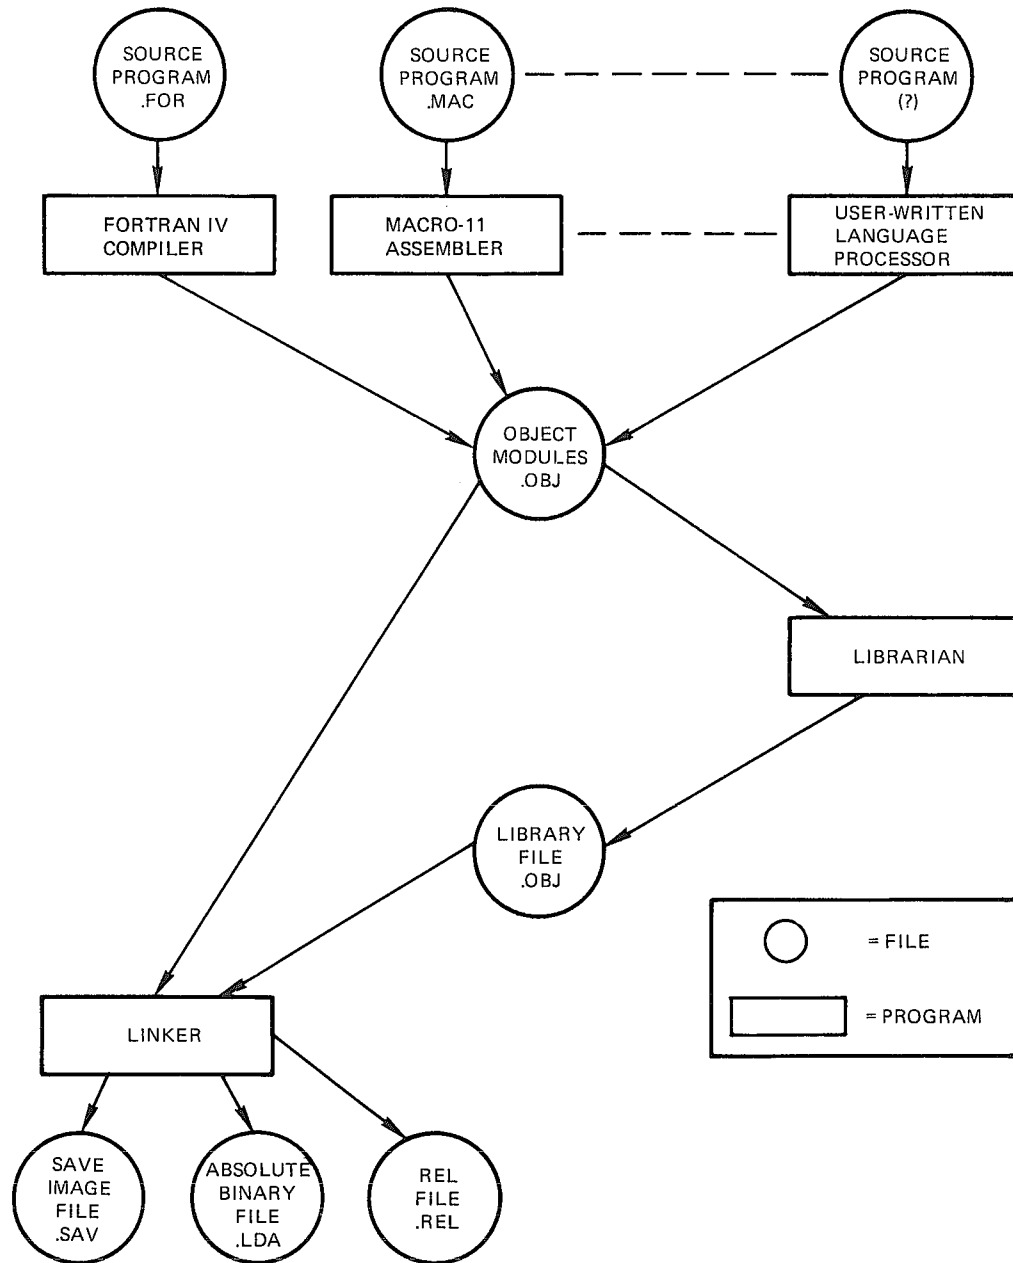 SOURCE
PROGRAM
.FOR
SOURCE
PROGRAM
.MAC
SOURCE
PROGRAM
(?)
FORTRAN IV
COMPILER
MACRO-11
ASSEMBLER
USER-WRITTEN
LANGUAGE
PROCESSOR
OBJECT
MODULES
.OBJ
LIBRARIAN
LIBRARY
FILE
.OBJ
= FILE
= PROGRAM
LINKER
SAVE
IMAGE
FILE
.SAV
ABSOLUTE
BINARY
FILE
.LDA
REL
FILE
.REL